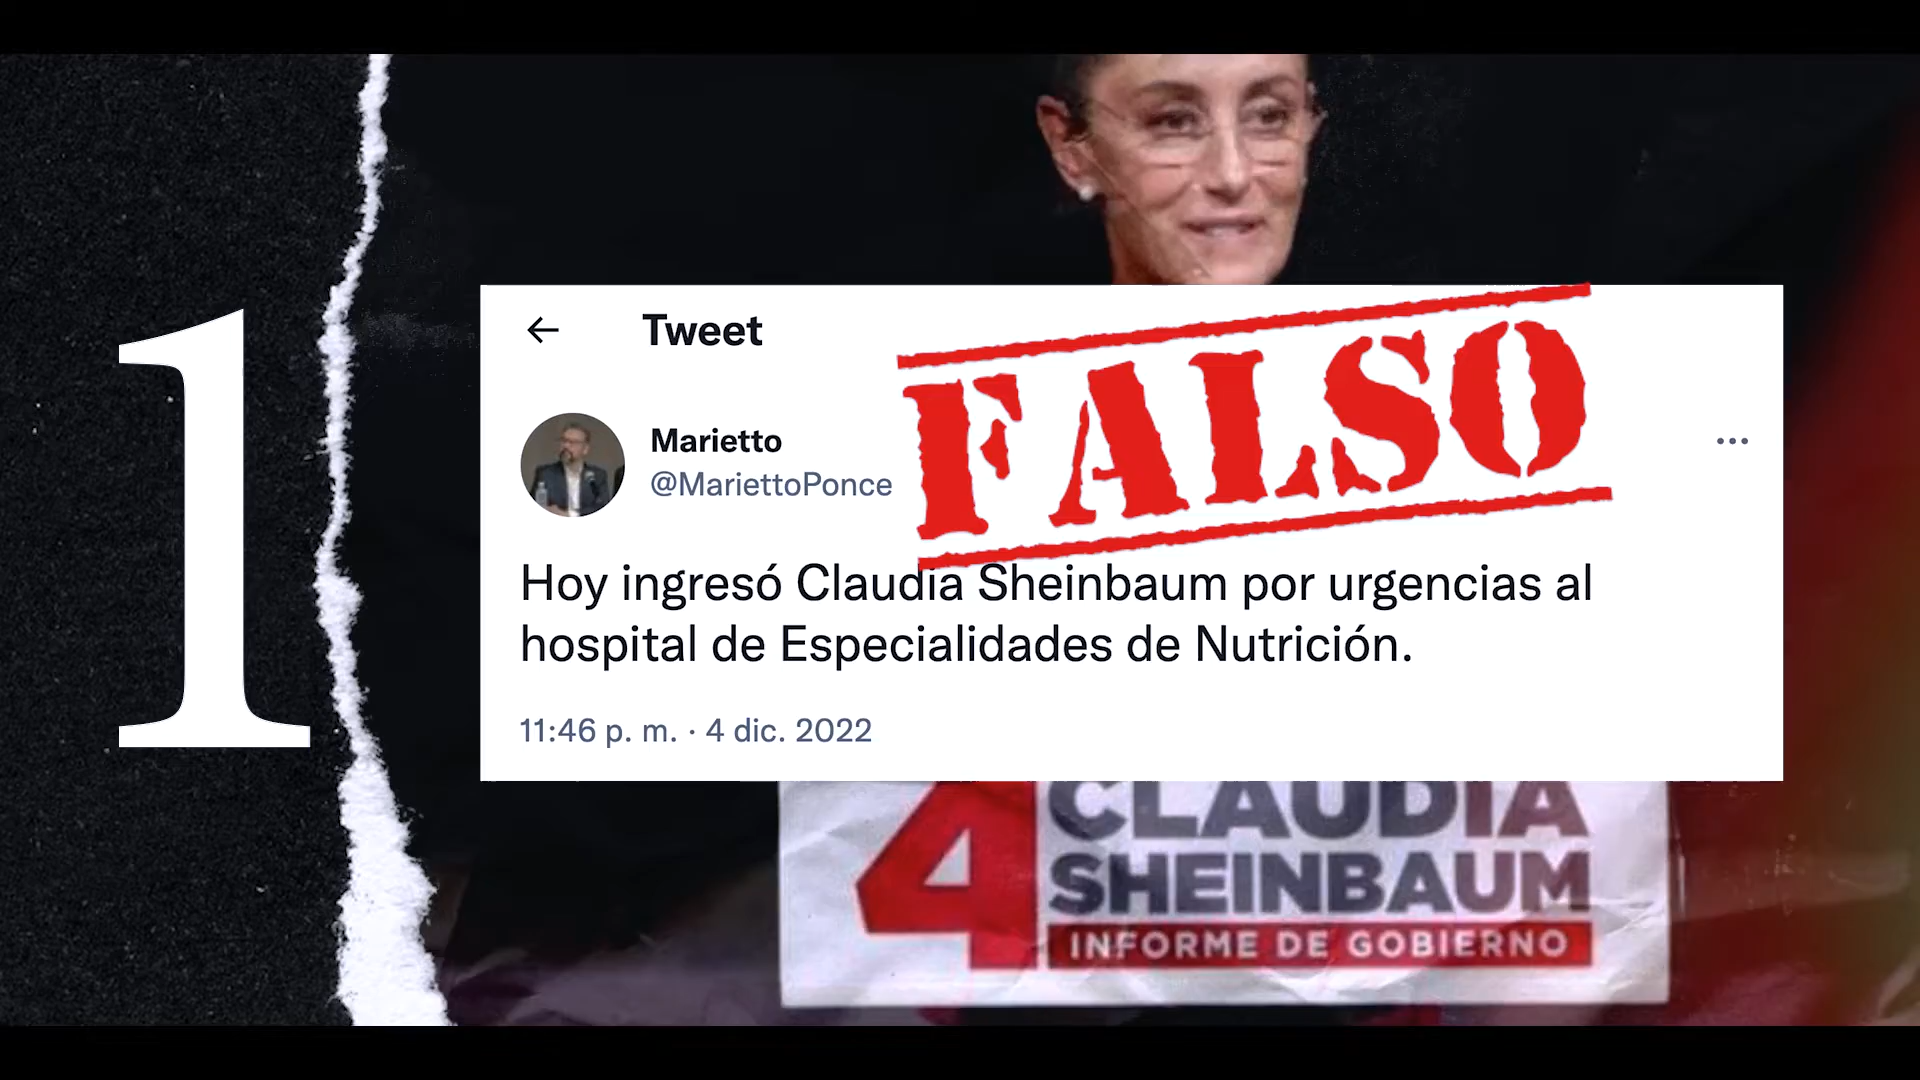 1
Tweet
FALSO
Marietto
@MariettoPonce
Hoy ingresó Claudia Sheinbaum por urgencias al
hospital de Especialidades de Nutrición.
11:46 p. m. · 4 dic. 2022
4 CLAUDIA
SHEINBAUM
INFORME DE GOBIERNO